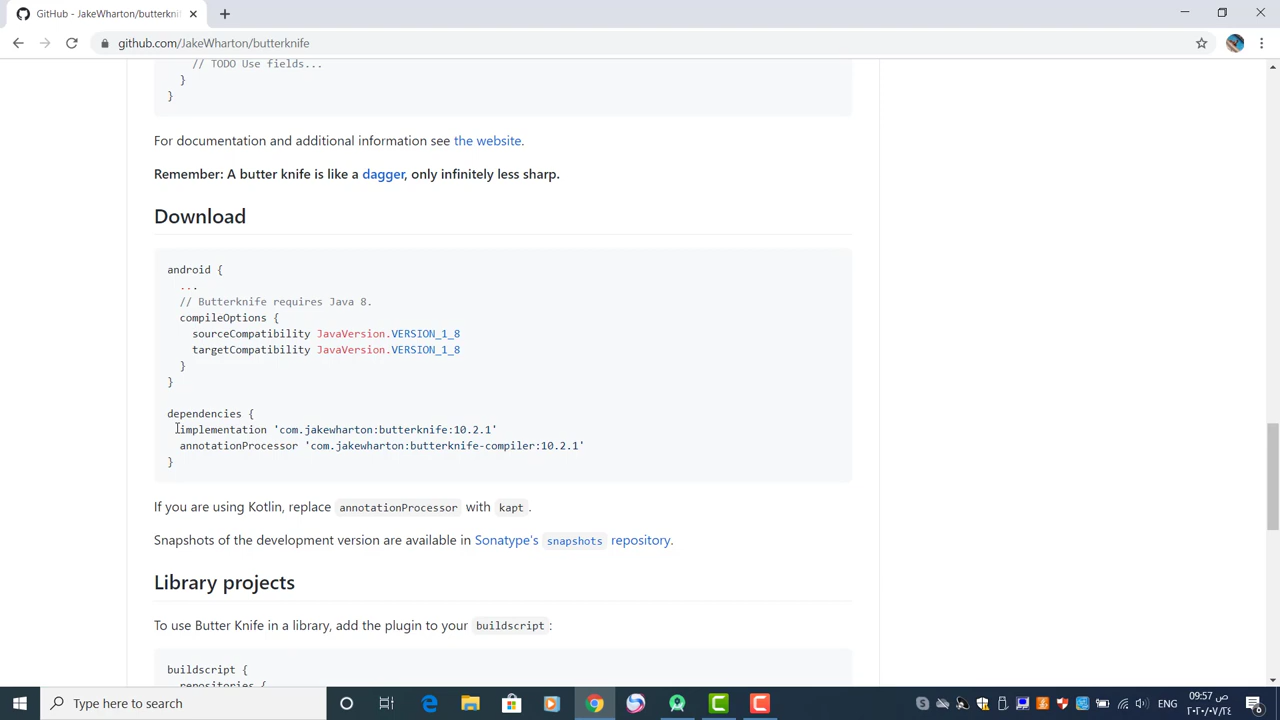 GitHub - JakeWharton/butterknif
github.com/JakeWharton/butterknife
// TODO Use fields...
}
}
For documentation and additional information see the website.
Remember: A butter knife is like a dagger, only infinitely less sharp.
Download
android {
...
// Butterknife requires Java 8.
compileOptions {
sourceCompatibility JavaVersion.VERSION_1_8
targetCompatibility JavaVersion.VERSION_1_8
}
}
dependencies {
implementation 'com.jakewharton:butterknife:10.2.1'
annotationProcessor 'com.jakewharton:butterknife-compiler:10.2.1'
}
If you are using Kotlin, replace annotationProcessor with kapt.
Snapshots of the development version are available in Sonatype's snapshots repository.
Library projects
To use Butter Knife in a library, add the plugin to your buildscript:
buildscript {
repositories {
Type here to search
ENG
09:57 ص
٢٠٢٠/٠٧/٢٤